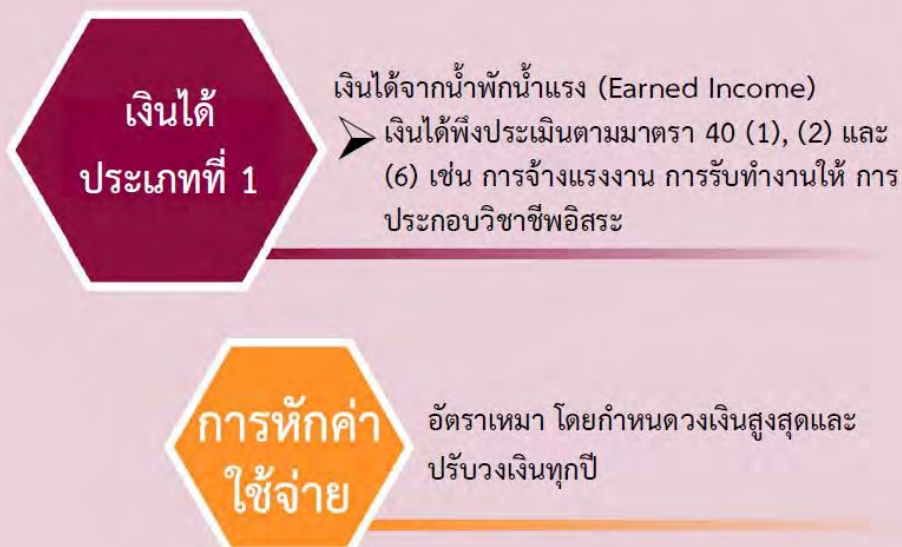 เงินได้
ประเภทที่ 1
เงินได้จากน้ำพักน้ำแรง (Earned Income)
➢ เงินได้พึงประเมินตามมาตรา 40 (1), (2) และ
(6) เช่น การจ้างแรงงาน การรับทำงานให้ การ
ประกอบวิชาชีพอิสระ
การหักค่า
ใช้จ่าย
อัตราเหมา โดยกำหนดวงเงินสูงสุดและ
ปรับวงเงินทุกปี